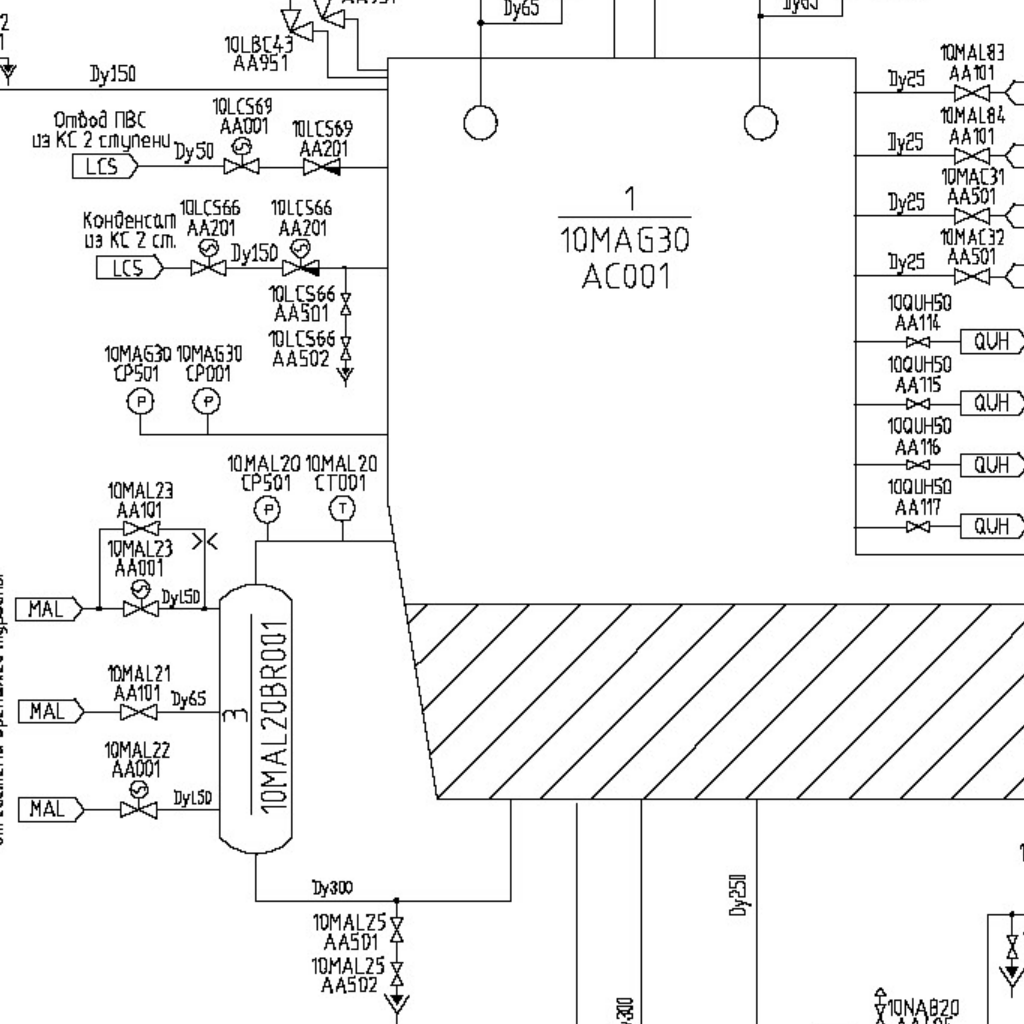 Dy65
Dy65
2
10LBC43
AA951
Dy150
Отвод ПВС
из КС 2 ступени
LCS
Dy50
10LCS69
AA001
10LCS69
AA201
Конденсат
из КС 2 ст.
LCS
10LCS66
AA201
10LCS66
AA201
Dy150
10LCS66
AA501
10LCS66
AA502
10MAG30
CP501
10MAG30
CP001
P
P
1
10MAG30
AC001
Dy25
10MAL83
AA101
Dy25
10MAL84
AA101
Dy25
10MAC31
AA501
Dy25
10MAC32
AA501
10QUH50
AA114
QUH
10QUH50
AA115
QUH
10QUH50
AA116
QUH
10QUH50
AA117
QUH
10MAL20
CP501
10MAL20
CT001
P
T
10MAL23
AA101
10MAL23
AA001
MAL
Dy150
10MAL21
AA101
MAL
Dy65
10MAL22
AA001
MAL
Dy150
3
10MAL20BR001
Dy300
10MAL25
AA501
10MAL25
AA502
Dy250
10NAB20